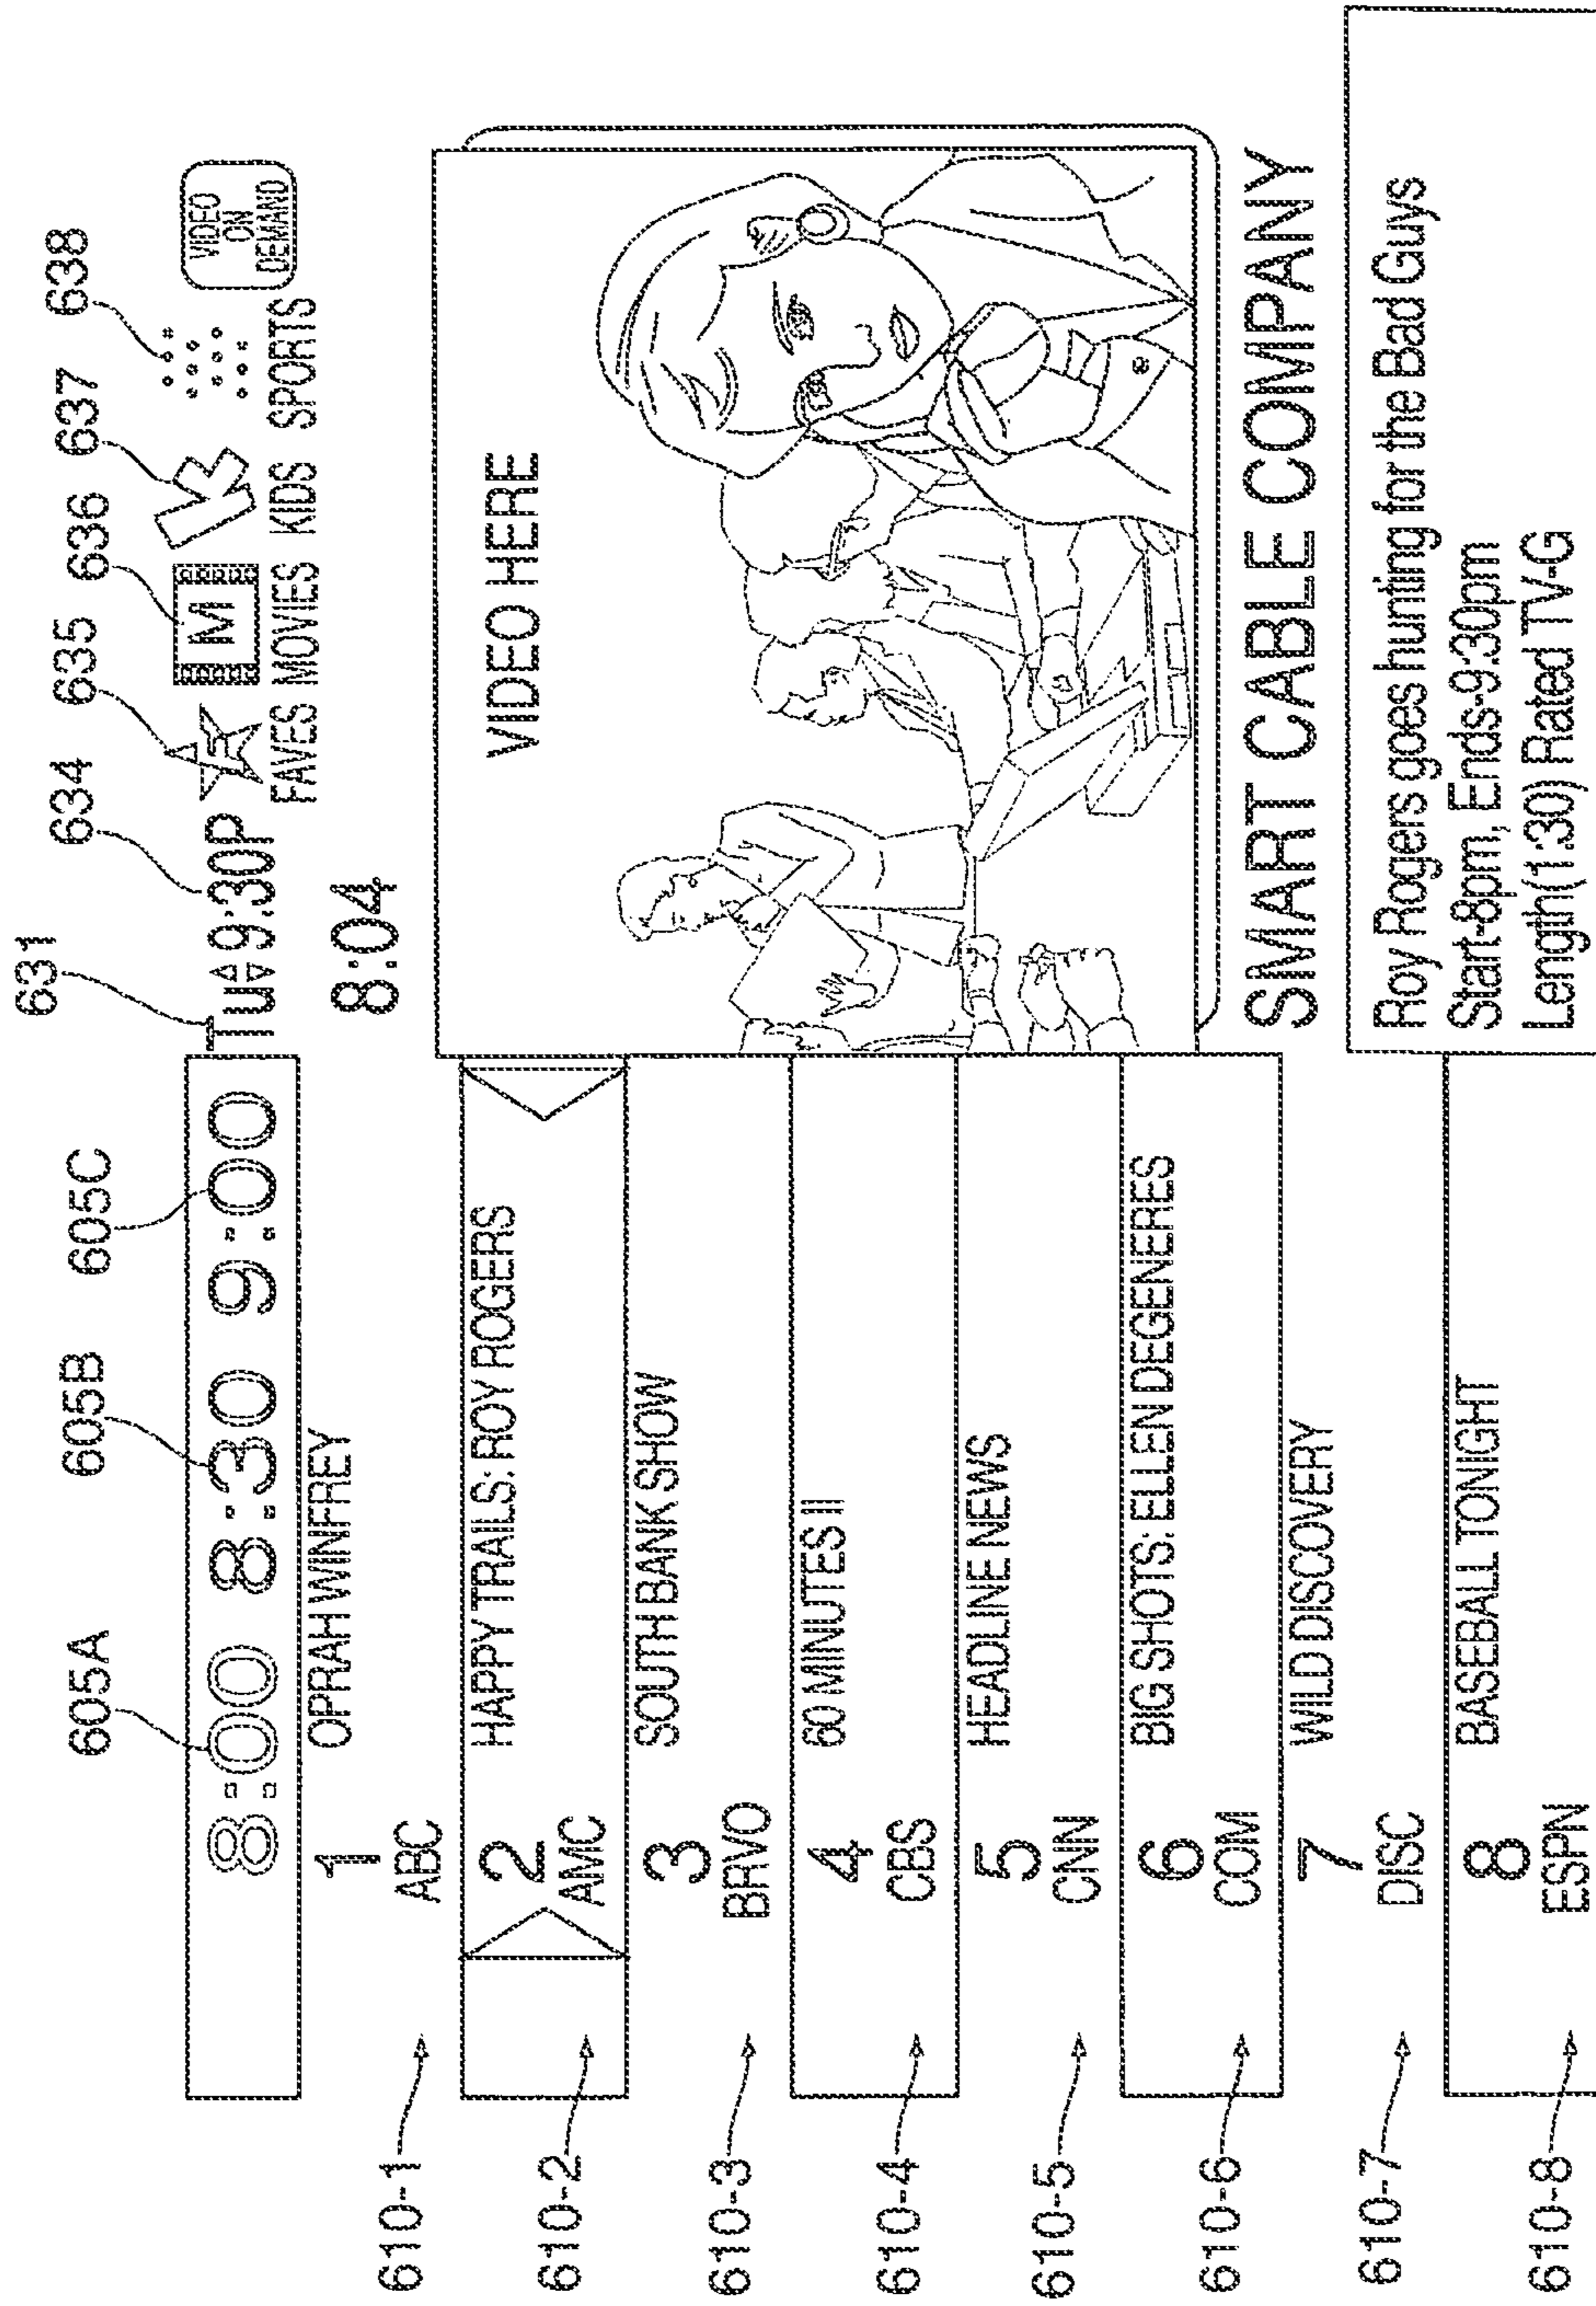 631
634 635 636 637 638
605A 605B 605C
8:00 8:30 9:00
Tue 9:30P
M
VIDEO
ON
DEMAND
FAVES MOVIES KIDS SPORTS
8:04
610-1
1
ABC
OPRAH WINFREY
610-2
2
AMC
HAPPY TRAILS: ROY ROGERS
610-3
3
BRVO
SOUTH BANK SHOW
610-4
4
CBS
60 MINUTES II
610-5
5
CNN
HEADLINE NEWS
610-6
6
COM
BIG SHOTS: ELLEN DEGENERES
610-7
7
DISC
WILD DISCOVERY
610-8
8
ESPN
BASEBALL TONIGHT
VIDEO HERE
SMART CABLE COMPANY
Roy Rogers goes hunting for the Bad Guys
Start-8pm, Ends-9:30pm
Length(1:30) Rated TV-G